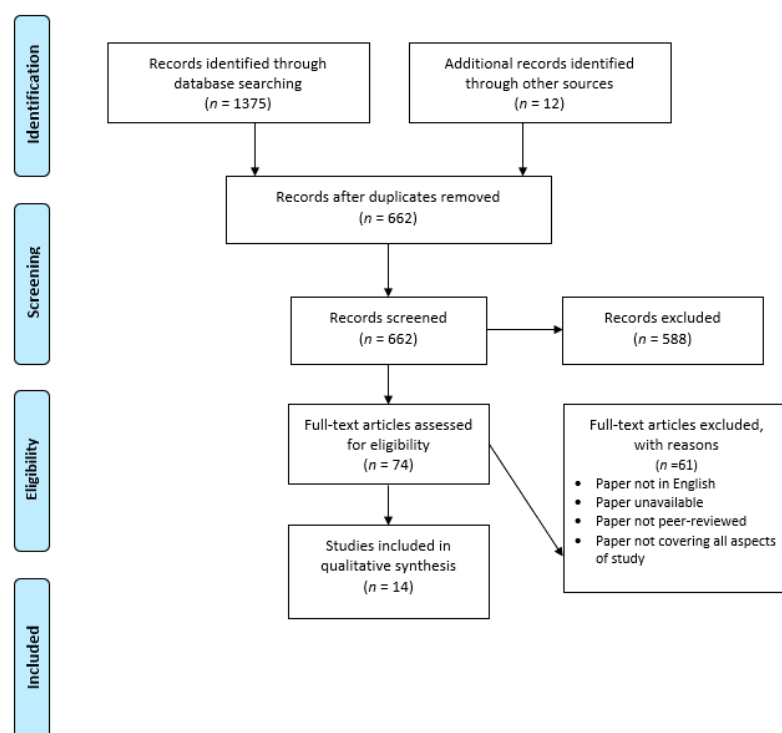 Identification
Records identified through
database searching
(n = 1375)
Additional records identified
through other sources
(n = 12)
Records after duplicates removed
(n = 662)
Screening
Records screened
(n = 662)
Records excluded
(n = 588)
Eligibility
Full-text articles assessed
for eligibility
(n = 74)
Full-text articles excluded,
with reasons
(n =61)
• Paper not in English
• Paper unavailable
• Paper not peer-reviewed
• Paper not covering all aspects
of study
Studies included in
qualitative synthesis
(n = 14)
Included